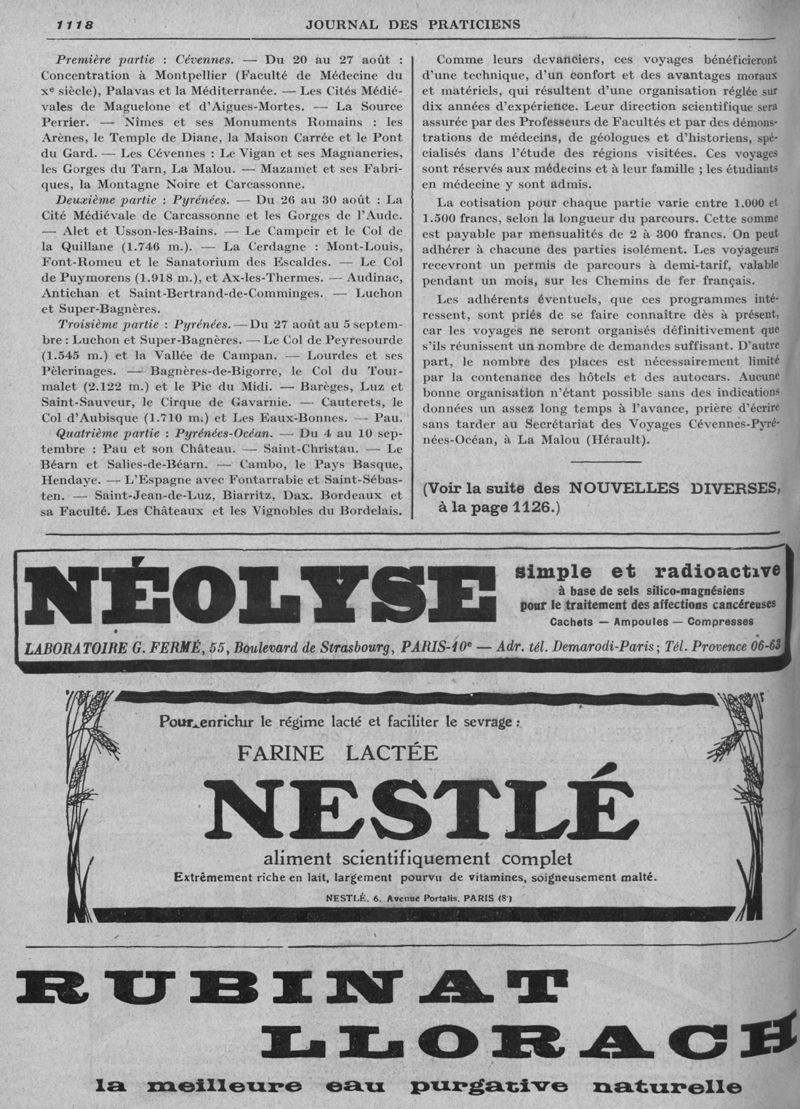 1118
JOURNAL DES PRATICIENS
Première partie : Cévennes. — Du 20 au 27 août :
Concentration à Montpellier (Faculté de Médecine du
xe siècle), Palavas et la Méditerranée. — Les Cités Médié-
vales de Maguelone et d'Aigues-Mortes. — La Source
Perrier. — Nîmes et ses Monuments Romains : les
Arènes, le Temple de Diane, la Maison Carrée et le Pont
du Gard. — Les Cévennes : Le Vigan et ses Magnaneries,
les Gorges du Tarn, La Malou. — Mazamet et ses Fabri-
ques, la Montagne Noire et Carcassonne.
Deuxième partie : Pyrénées. — Du 26 au 30 août : La
Cité Médiévale de Carcassonne et les Gorges de l'Aude.
— Alet et Usson-les-Bains. — Le Campcir et le Col de
la Quillane (1.746 m.). — La Cerdagne : Mont-Louis,
Font-Romeu et le Sanatorium des Escaldes. — Le Col
de Puymorens (1.918 m.), et Ax-les-Thermes. — Audinac,
Antichan et Saint-Bertrand-de-Comminges. — Luchon
et Super-Bagnères.
Troisième partie : Pyrénées. — Du 27 août au 5 septem-
bre : Luchon et Super-Bagnères. — Le Col de Peyresourde
(1.545 m.) et la Vallée de Campan. — Lourdes et ses
Pèlerinages. — Bagnères-de-Bigorre, le Col du Tour-
malet (2.122 m.) et le Pic du Midi. — Barèges, Luz et
Saint-Sauveur, le Cirque de Gavarnie. — Cauterets, le
Col d'Aubisque (1.710 m.) et Les Eaux-Bonnes. — Pau.
Quatrième partie : Pyrénées-Océan. — Du 4 au 10 sep-
tembre : Pau et son Château. — Saint-Christau. — Le
Béarn et Salies-de-Béarn. — Cambo, le Pays Basque,
Hendaye. — L'Espagne avec Fontarrabie et Saint-Sébas-
ten. — Saint-Jean-de-Luz, Biarritz, Dax. Bordeaux et
sa Faculté. Les Châteaux et les Vignobles du Bordelais.
Comme leurs devanciers, ces voyages bénéficieront
d'une technique, d'un confort et des avantages moraux
et matériels, qui résultent d'une organisation réglée sur
dix années d'expérience. Leur direction scientifique sera
assurée par des Professeurs de Facultés et par des démons-
trations de médecins, de géologues et d'historiens, spé-
cialisés dans l'étude des régions visitées. Ces voyages
sont réservés aux médecins et à leur famille ; les étudiants
en médecine y sont admis.
La cotisation pour chaque partie varie entre 1.000 et
1.500 francs, selon la longueur du parcours. Cette somme
est payable par mensualités de 2 à 300 francs. On peut
adhérer à chacune des parties isolément. Les voyageurs
recevront un permis de parcours à demi-tarif, valable
pendant un mois, sur les Chemins de fer français.
Les adhérents éventuels, que ces programmes inté-
ressent, sont priés de se faire connaître dès à présent,
car les voyages ne seront organisés définitivement que
s'ils réunissent un nombre de demandes suffisant. D'autre
part, le nombre des places est nécessairement limité
par la contenance des hôtels et des autocars. Aucune
bonne organisation n'étant possible sans des indications
données un assez long temps à l'avance, prière d'écrire
sans tarder au Secrétariat des Voyages Cévennes-Pyré-
nées-Océan, à La Malou (Hérault).
(Voir la suite des NOUVELLES DIVERSES,
à la page 1126.)
NÉOLYSE
simple et radioactive
à base de sels silico-magnésiens
pour le traitement des affections cancéreuses
Cachets — Ampoules — Compresses
LABORATOIRE G. FERMÉ, 55, Boulevard de Strasbourg, PARIS-10e — Adr. tél. Demarodi-Paris ; Tél. Provence 06-63
Pour enrichir le régime lacté et faciliter le sevrage :
FARINE LACTÉE
NESTLÉ
aliment scientifiquement complet
Extrêmement riche en lait, largement pourvu de vitamines, soigneusement malté.
NESTLÉ, 6, Avenue Portalis, PARIS (8e)
RUBINAT
LLORACH
la meilleure eau purgative naturelle